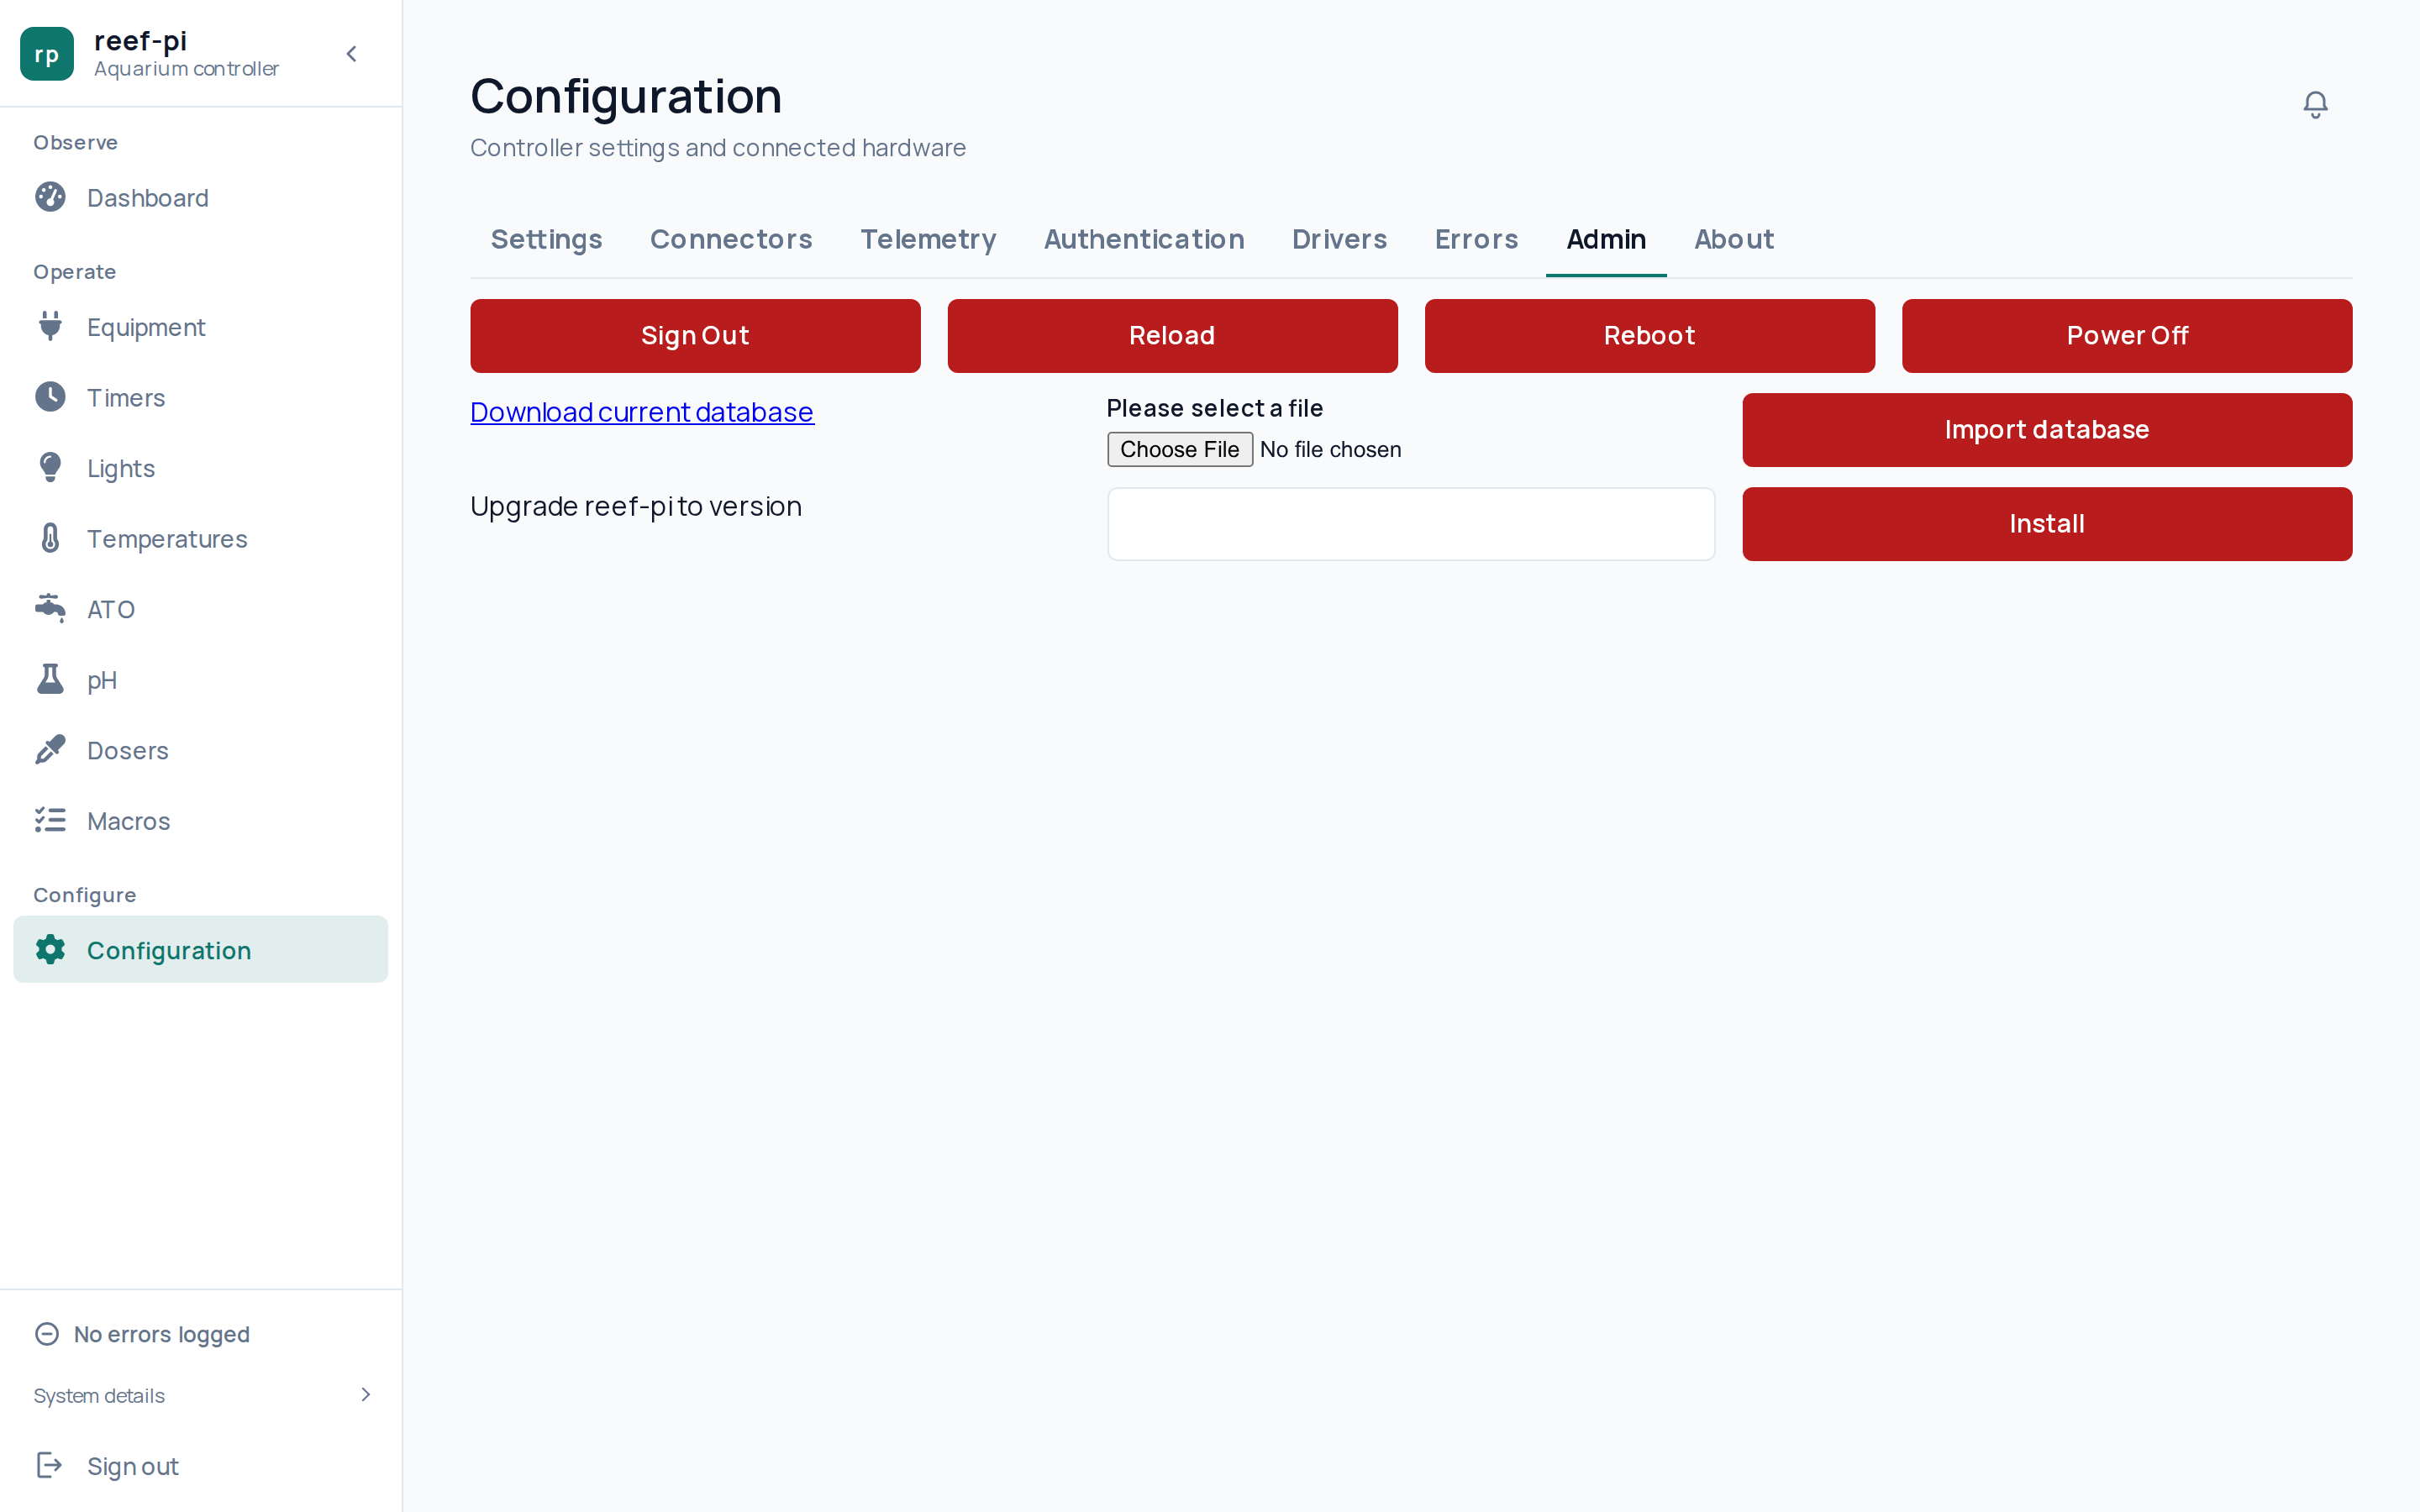 rp
reef-pi
Aquarium controller
Observe
Dashboard
Operate
Equipment
Timers
Lights
Temperatures
ATO
pH
Dosers
Macros
Configure
Configuration
No errors logged
System details
Sign out
Configuration
Controller settings and connected hardware
Settings Connectors Telemetry Authentication Drivers Errors Admin About
Sign Out Reload Reboot Power Off
Download current database
Please select a file
Choose File No file chosen
Import database
Upgrade reef-pi to version
Install